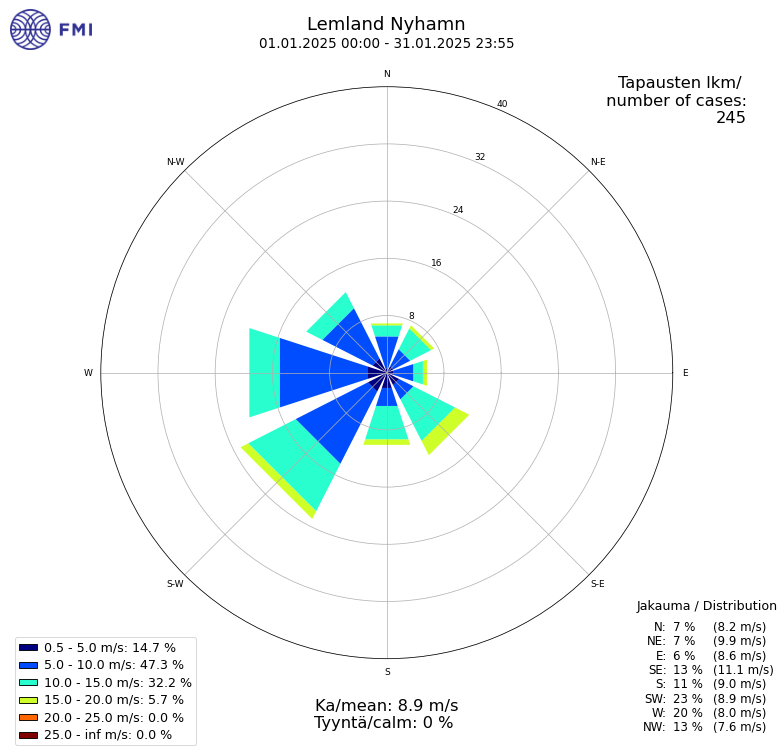 FMI
Lemland Nyhamn
01.01.2025 00:00 - 31.01.2025 23:55
Tapausten lkm/
number of cases:
245
N
40
N-W
32
N-E
24
16
8
W
E
S-W
S-E
S
Jakauma / Distribution
N: 7 % (8.2 m/s)
NE: 7 % (9.9 m/s)
E: 6 % (8.6 m/s)
SE: 13 % (11.1 m/s)
S: 11 % (9.0 m/s)
SW: 23 % (8.9 m/s)
W: 20 % (8.0 m/s)
NW: 13 % (7.6 m/s)
0.5 - 5.0 m/s: 14.7 %
5.0 - 10.0 m/s: 47.3 %
10.0 - 15.0 m/s: 32.2 %
15.0 - 20.0 m/s: 5.7 %
20.0 - 25.0 m/s: 0.0 %
25.0 - inf m/s: 0.0 %
Ka/mean: 8.9 m/s
Tyyntä/calm: 0 %